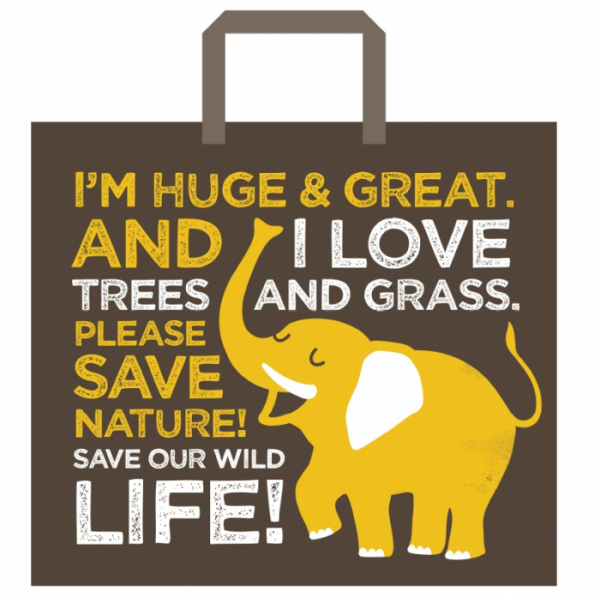 I'M HUGE & GREAT.
AND I LOVE
TREES AND GRASS.
PLEASE
SAVE
NATURE!
SAVE OUR WILD
LIFE!